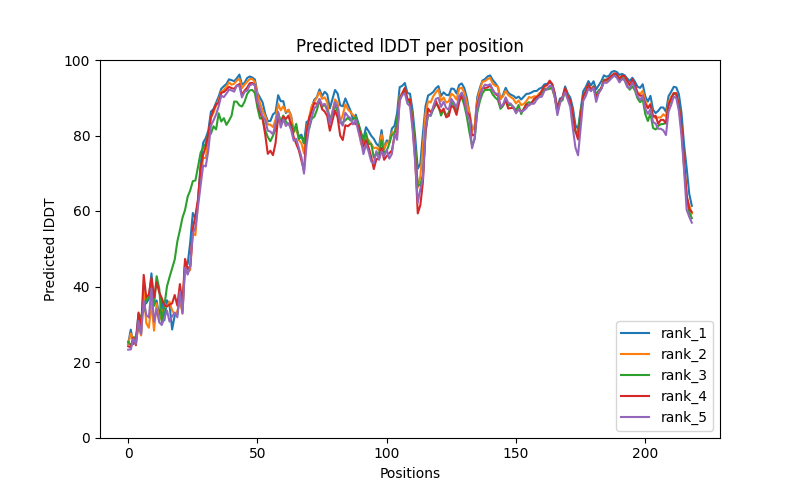 Predicted lDDT per position
Predicted lDDT
100
80
60
40
20
0
0 50 100 150 200
Positions
rank_1
rank_2
rank_3
rank_4
rank_5